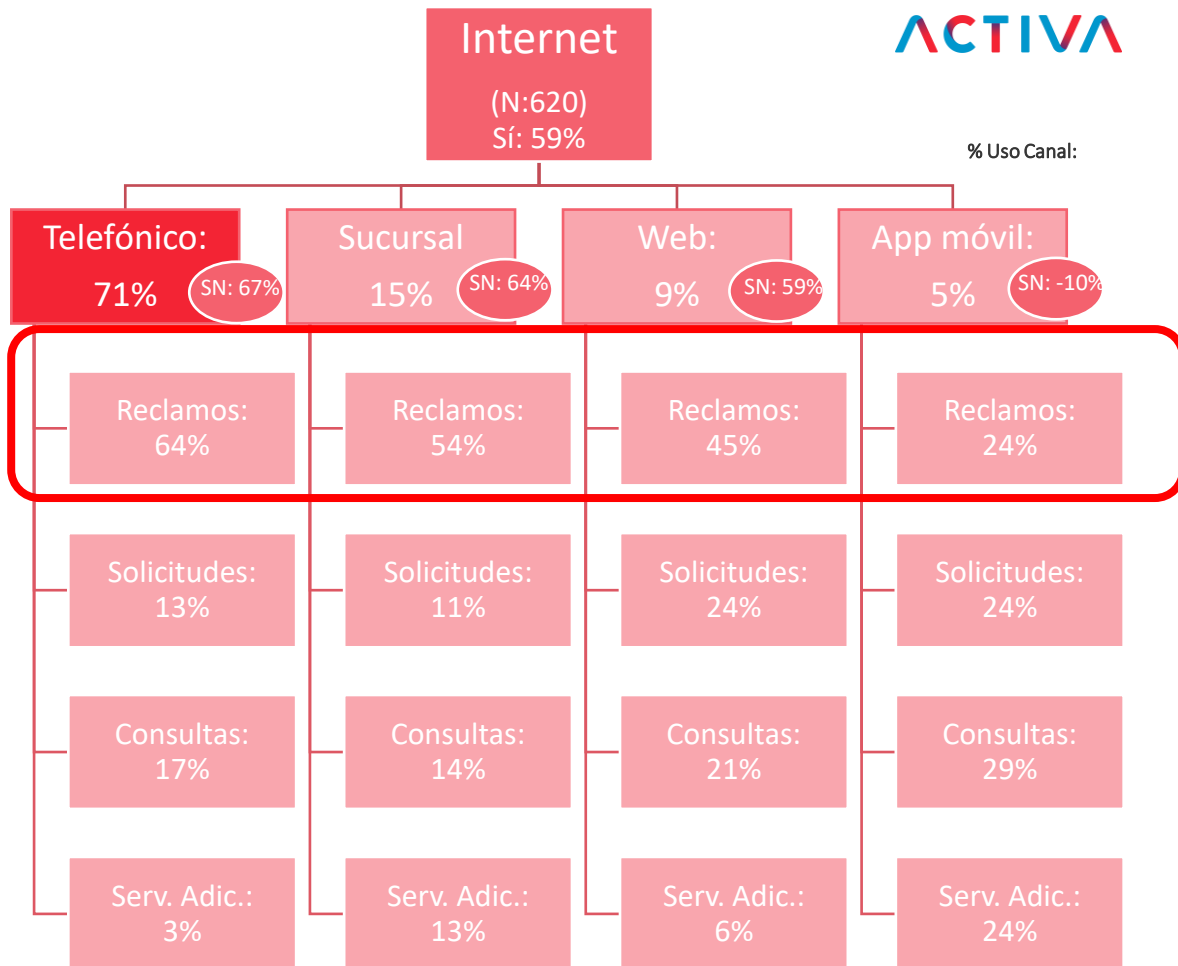 Internet
(N:620)
Sí: 59%
ACTIVA
% Uso Canal:
Telefónico:
71%
SN: 67%
Sucursal
15%
SN: 64%
Web:
9%
SN: 59%
App móvil:
5%
SN: -10%
Reclamos:
64%
Reclamos:
54%
Reclamos:
45%
Reclamos:
24%
Solicitudes:
13%
Solicitudes:
11%
Solicitudes:
24%
Solicitudes:
24%
Consultas:
17%
Consultas:
14%
Consultas:
21%
Consultas:
29%
Serv. Adic.:
3%
Serv. Adic.:
13%
Serv. Adic.:
6%
Serv. Adic.:
24%